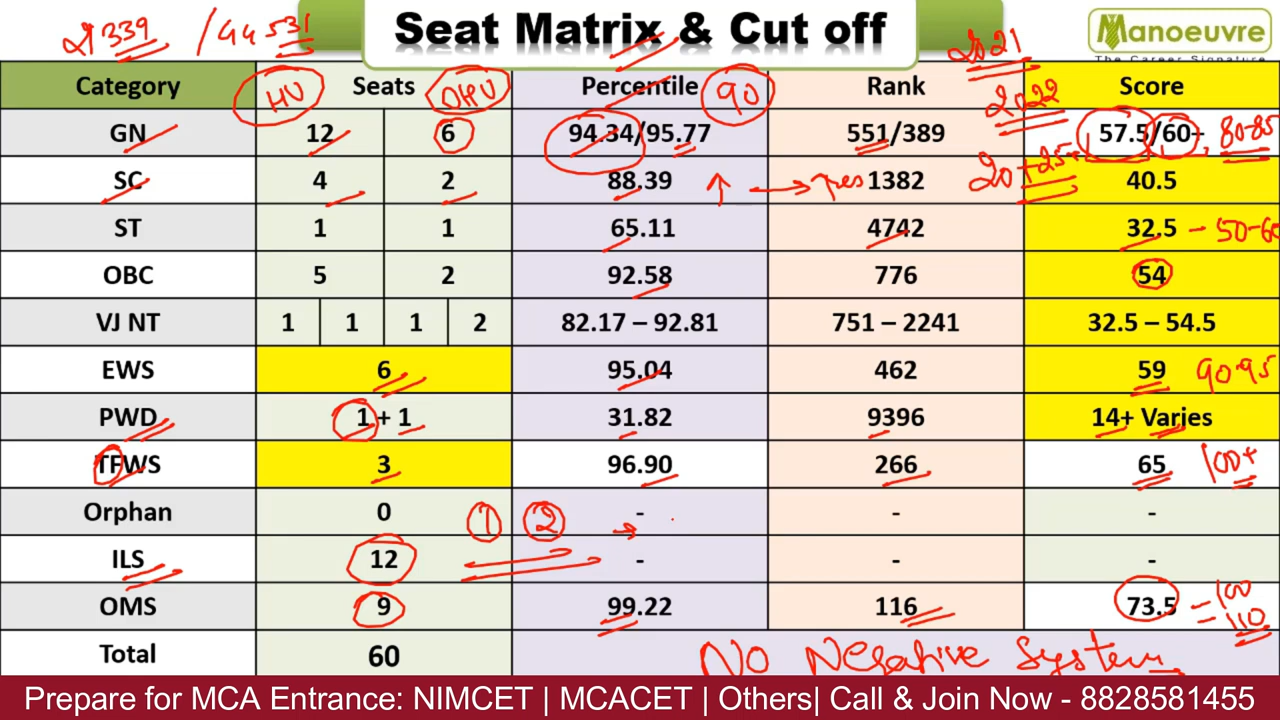 21339 / 44531
Seat Matrix & Cut off
Manoeuvre
The Career Signature
2021
2022
Category Seats Percentile Rank Score
HU OHU 90
GN 12 6 94.34/95.77 551/389 57.5/60+ 80-85
SC 4 2 88.39 1382 40.5
20 + 25
ST 1 1 65.11 4742 32.5 - 50-60
OBC 5 2 92.58 776 54
VJ NT 1 1 1 2 82.17 – 92.81 751 – 2241 32.5 – 54.5
EWS 6 95.04 462 59 90-95
PWD 1 + 1 31.82 9396 14+ Varies
TFWS 3 96.90 266 65 100+
Orphan 0 - - -
1 2
ILS 12 - - -
OMS 9 99.22 116 73.5 = 100
110
Total 60 No Negative System
Prepare for MCA Entrance: NIMCET | MCACET | Others| Call & Join Now - 8828581455